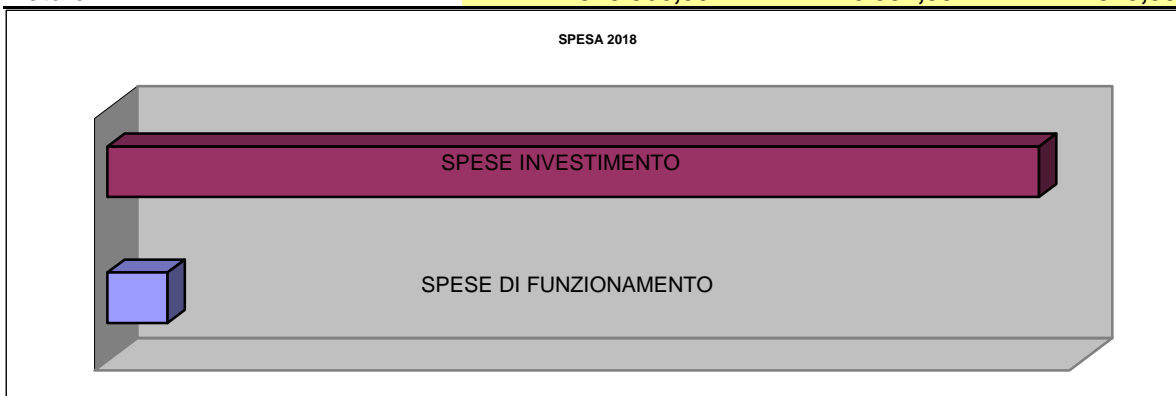 SPESA 2018
SPESE INVESTIMENTO
SPESE DI FUNZIONAMENTO